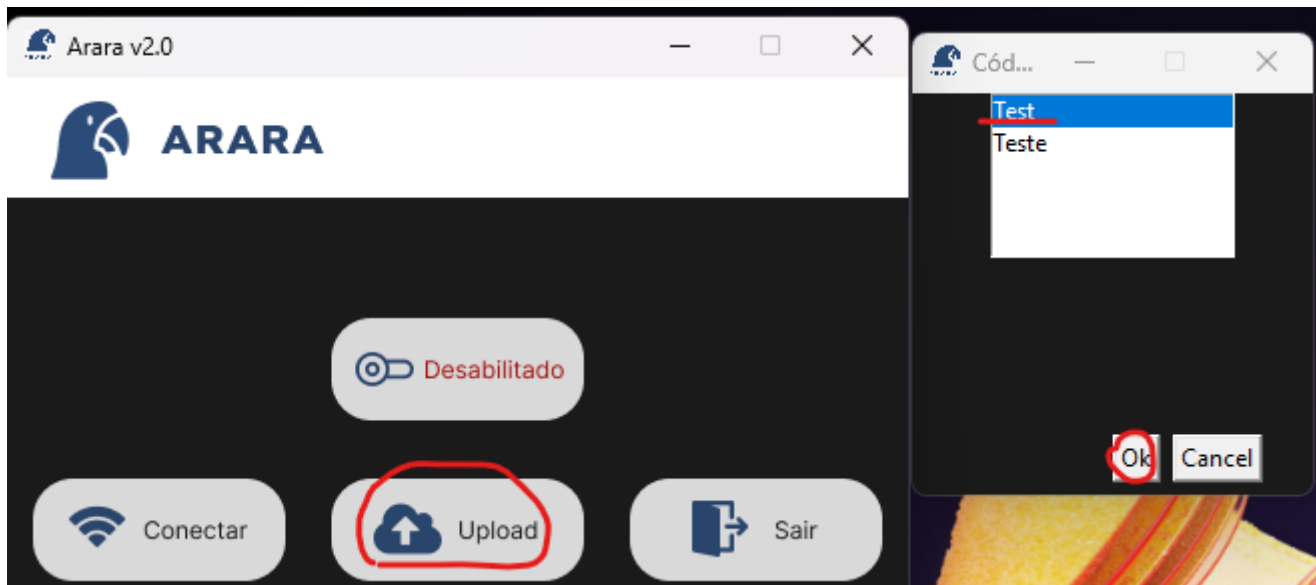 Arara v2.0
ARARA
Desabilitado
Conectar
Upload
Sair
Cód...
Test
Teste
Ok
Cancel